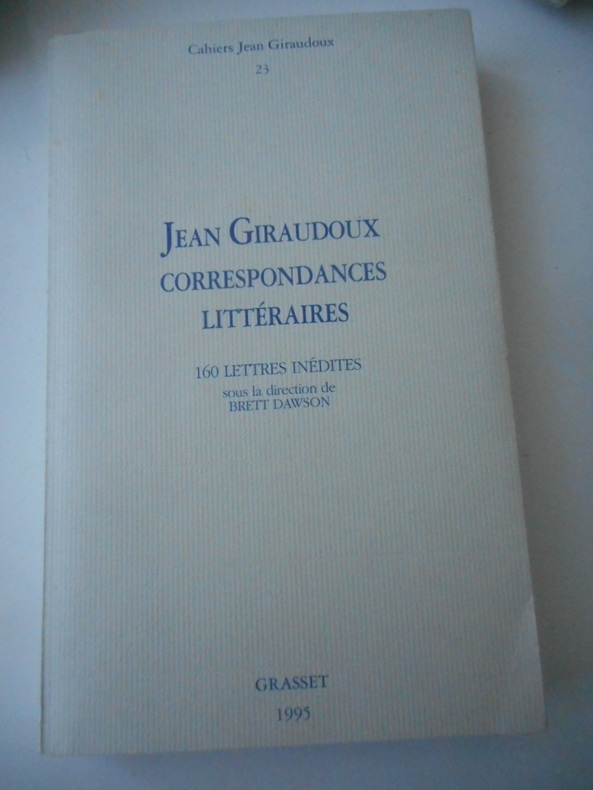 Cahiers Jean Giraudoux
23
JEAN GIRAUDOUX
CORRESPONDANCES
LITTÉRAIRES
160 LETTRES INÉDITES
sous la direction de
BRETT DAWSON
GRASSET
1995